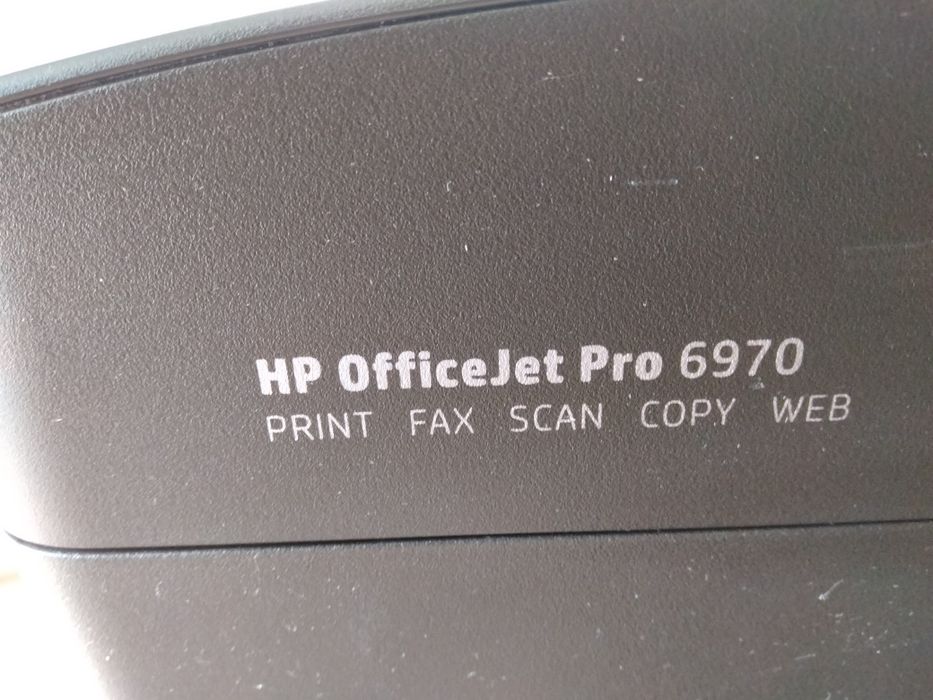 HP OfficeJet Pro 6970
PRINT FAX SCAN COPY WEB